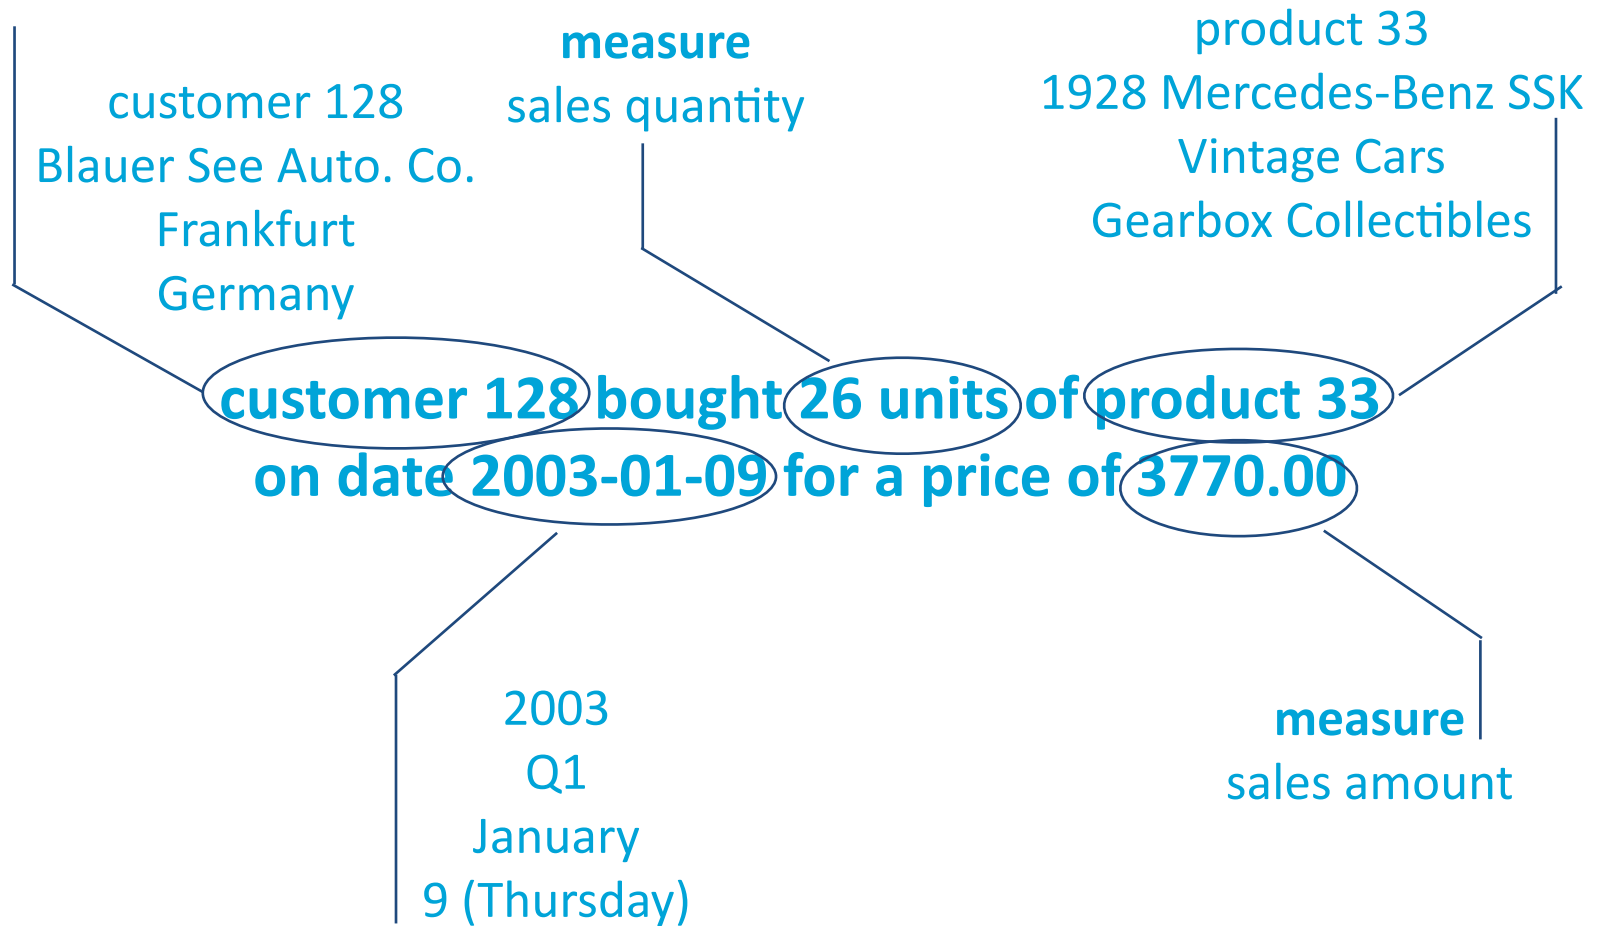 customer 128
Blauer See Auto. Co.
Frankfurt
Germany
measure
sales quantity
product 33
1928 Mercedes-Benz SSK
Vintage Cars
Gearbox Collectibles
customer 128 bought 26 units of product 33
on date 2003-01-09 for a price of 3770.00
2003
Q1
January
9 (Thursday)
measure
sales amount